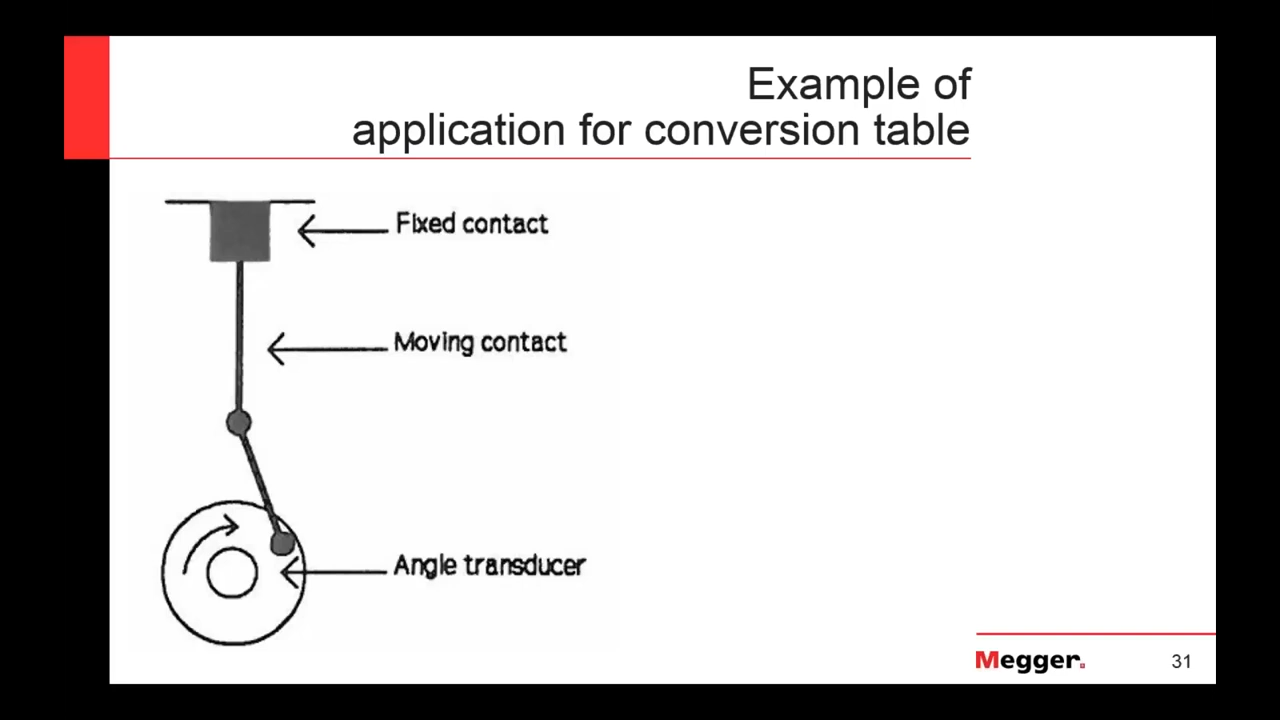 Example of
application for conversion table
Fixed contact
Moving contact
Angle transducer
Megger.
31